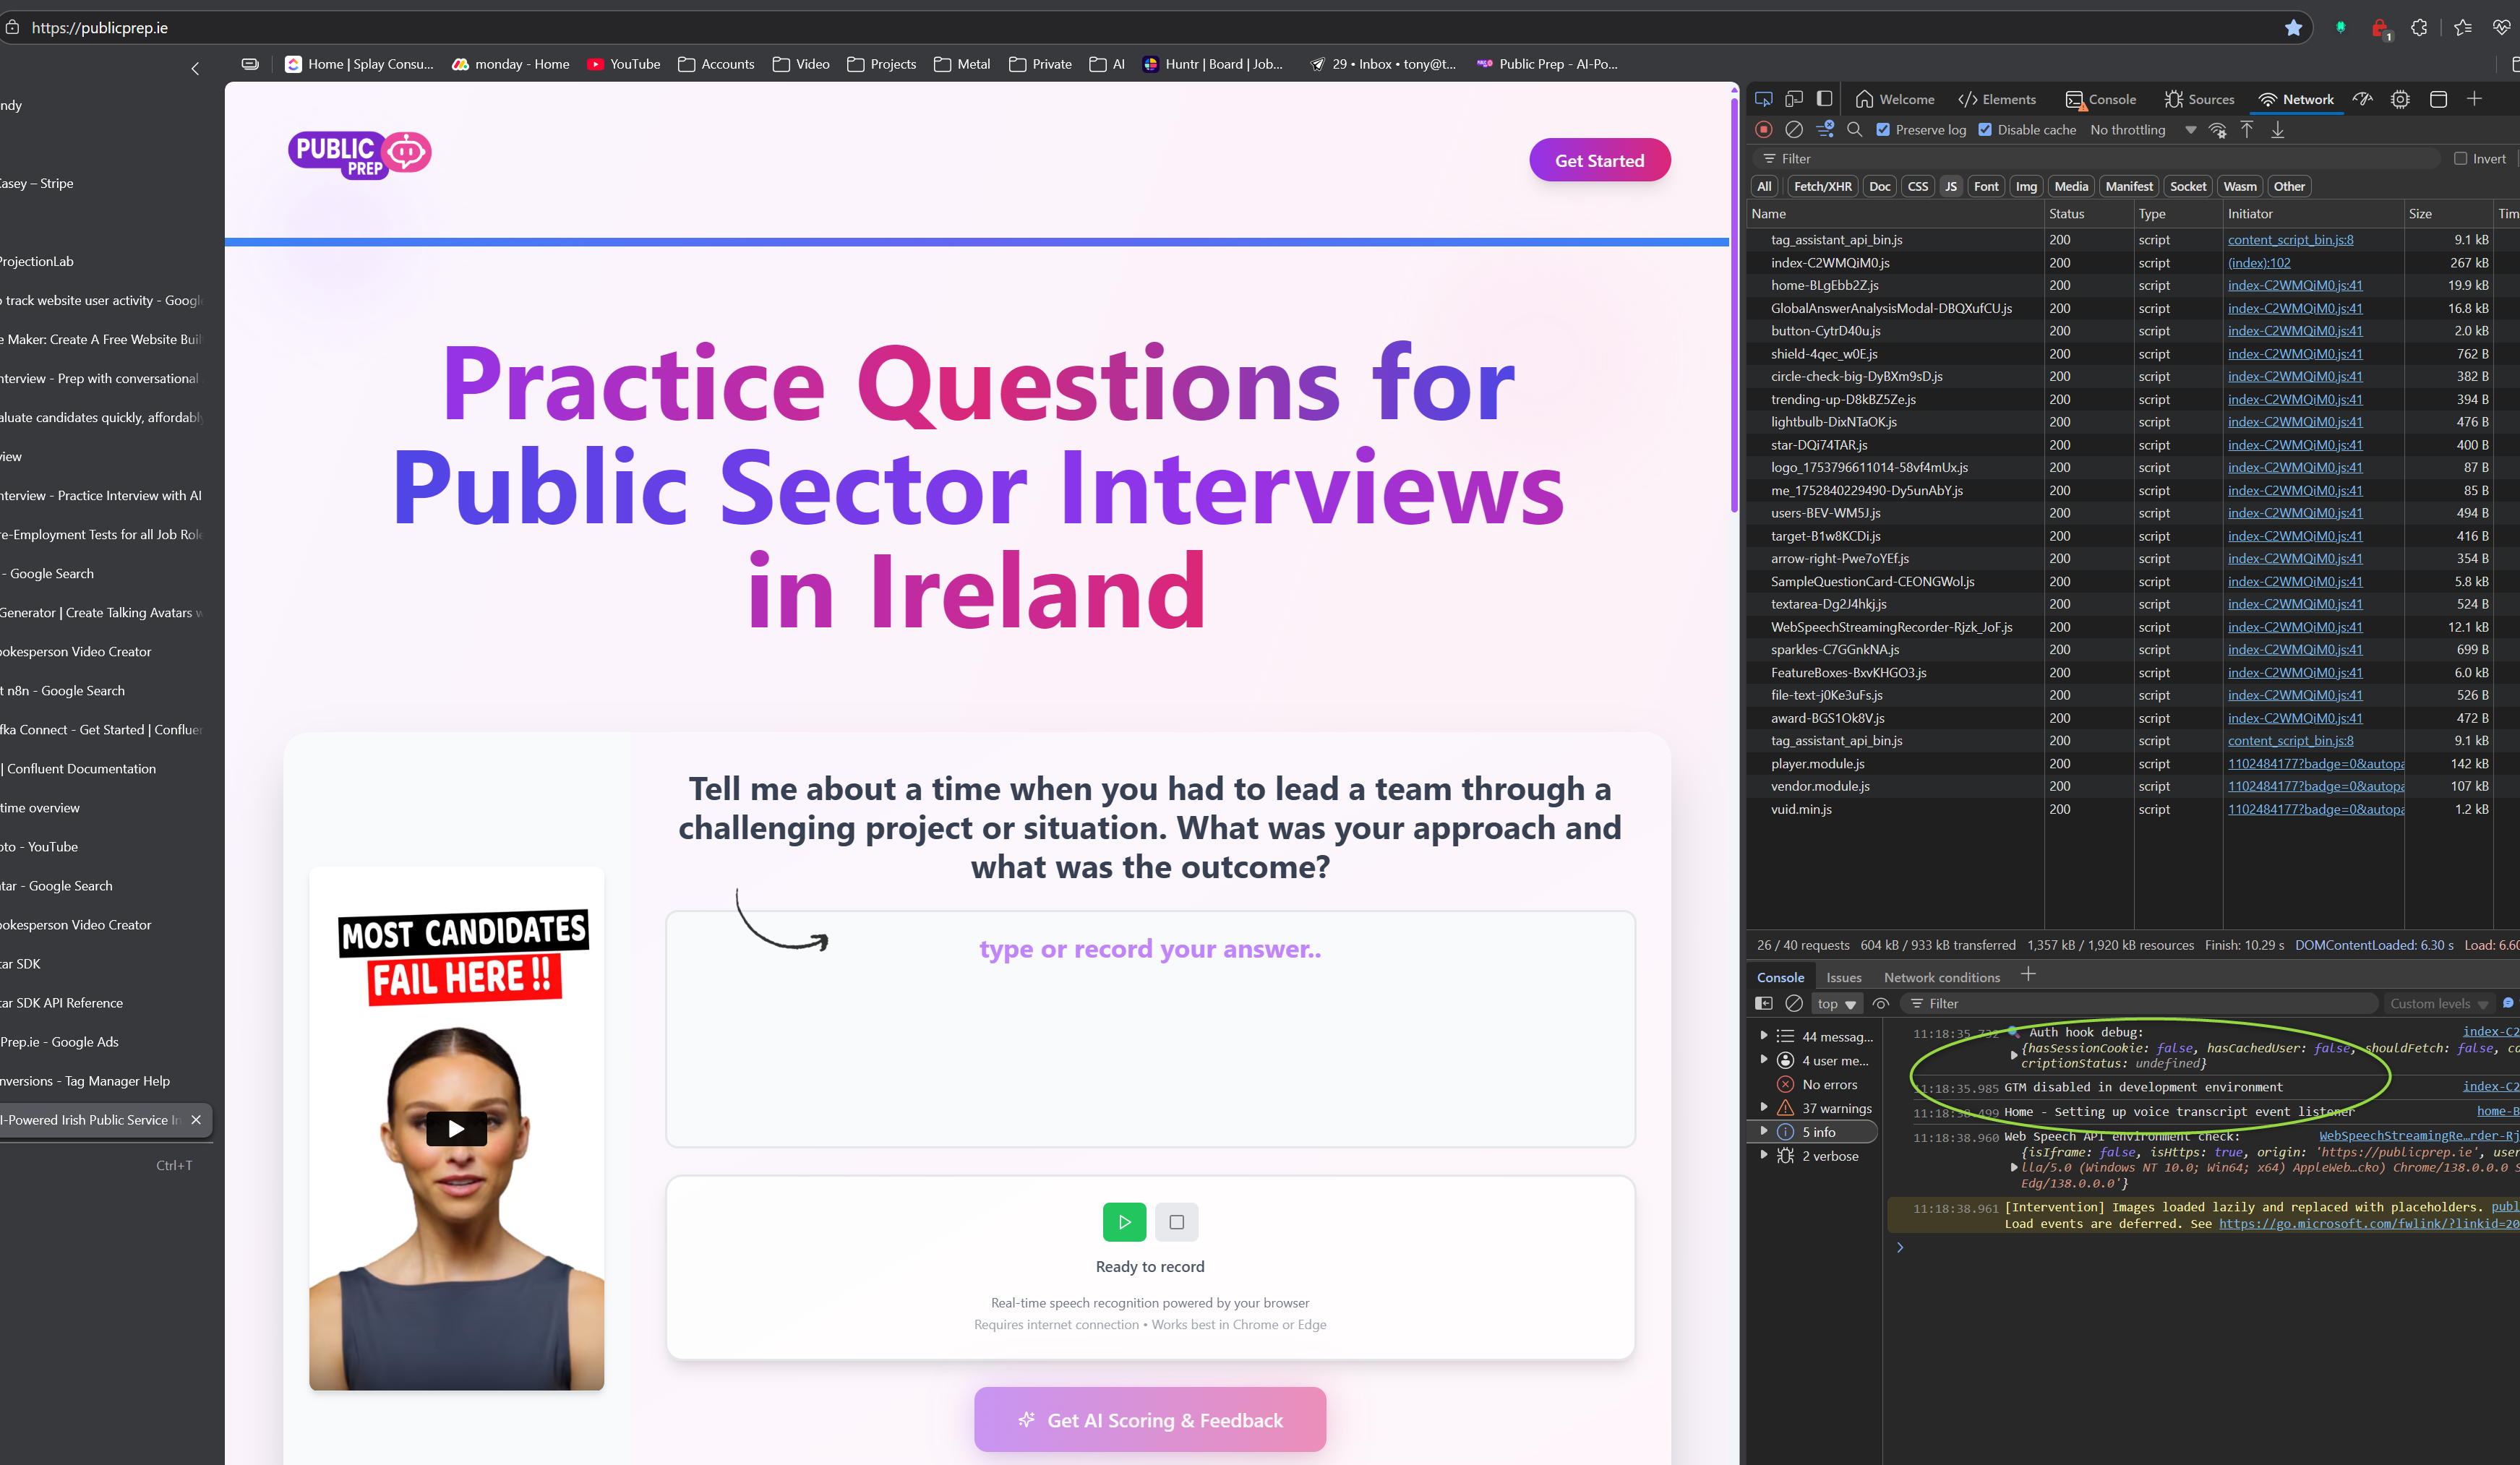 https://publicprep.ie
1
Home | Splay Consu...
monday - Home
YouTube
Accounts
Video
Projects
Metal
Private
AI
Huntr | Board | Job...
29 • Inbox • tony@t...
Public Prep - AI-Po...
ndy
asey – Stripe
ProjectionLab
track website user activity - Googl
e Maker: Create A Free Website Buil
nterview - Prep with conversational
aluate candidates quickly, affordabl
view
nterview - Practice Interview with AI
re-Employment Tests for all Job Role
- Google Search
Generator | Create Talking Avatars w
pokesperson Video Creator
t n8n - Google Search
fka Connect - Get Started | Confluen
| Confluent Documentation
time overview
oto - YouTube
tar - Google Search
pokesperson Video Creator
tar SDK
tar SDK API Reference
Prep.ie - Google Ads
nversions - Tag Manager Help
I-Powered Irish Public Service In
Ctrl+T
PUBLIC
PREP
Get Started
Practice Questions for
Public Sector Interviews
in Ireland
MOST CANDIDATES
FAIL HERE !!
Tell me about a time when you had to lead a team through a
challenging project or situation. What was your approach and
what was the outcome?
type or record your answer..
Ready to record
Real-time speech recognition powered by your browser
Requires internet connection • Works best in Chrome or Edge
Get AI Scoring & Feedback
Welcome
Elements
Console
Sources
Network
Preserve log
Disable cache
No throttling
Filter
Invert
All
Fetch/XHR
Doc
CSS
JS
Font
Img
Media
Manifest
Socket
Wasm
Other
Name Status Type Initiator Size Tim
tag_assistant_api_bin.js 200 script content_script_bin.js:8 9.1 kB
index-C2WMQiM0.js 200 script (index):102 267 kB
home-BLgEbb2Z.js 200 script index-C2WMQiM0.js:41 19.9 kB
GlobalAnswerAnalysisModal-DBQXufCU.js 200 script index-C2WMQiM0.js:41 16.8 kB
button-CytrD40u.js 200 script index-C2WMQiM0.js:41 2.0 kB
shield-4qec_w0E.js 200 script index-C2WMQiM0.js:41 762 B
circle-check-big-DyBXm9sD.js 200 script index-C2WMQiM0.js:41 382 B
trending-up-D8kBZ5Ze.js 200 script index-C2WMQiM0.js:41 394 B
lightbulb-DixNTaOK.js 200 script index-C2WMQiM0.js:41 476 B
star-DQi74TAR.js 200 script index-C2WMQiM0.js:41 400 B
logo_1753796611014-58vf4mUx.js 200 script index-C2WMQiM0.js:41 87 B
me_1752840229490-Dy5unAbY.js 200 script index-C2WMQiM0.js:41 85 B
users-BEV-WM5J.js 200 script index-C2WMQiM0.js:41 494 B
target-B1w8KCDi.js 200 script index-C2WMQiM0.js:41 416 B
arrow-right-Pwe7oYEf.js 200 script index-C2WMQiM0.js:41 354 B
SampleQuestionCard-CEONGWol.js 200 script index-C2WMQiM0.js:41 5.8 kB
textarea-Dg2J4hkj.js 200 script index-C2WMQiM0.js:41 524 B
WebSpeechStreamingRecorder-Rjzk_JoF.js 200 script index-C2WMQiM0.js:41 12.1 kB
sparkles-C7GGnkNA.js 200 script index-C2WMQiM0.js:41 699 B
FeatureBoxes-BxvKHGO3.js 200 script index-C2WMQiM0.js:41 6.0 kB
file-text-j0Ke3uFs.js 200 script index-C2WMQiM0.js:41 526 B
award-BGS1Ok8V.js 200 script index-C2WMQiM0.js:41 472 B
tag_assistant_api_bin.js 200 script content_script_bin.js:8 9.1 kB
player.module.js 200 script 1102484177?badge=0&autopa 142 kB
vendor.module.js 200 script 1102484177?badge=0&autopa 107 kB
vuid.min.js 200 script 1102484177?badge=0&autopa 1.2 kB
26 / 40 requests 604 kB / 933 kB transferred 1,357 kB / 1,920 kB resources Finish: 10.29 s DOMContentLoaded: 6.30 s Load: 6.60
Console
Issues
Network conditions
top
Filter
Custom levels
44 messag...
4 user me...
No errors
37 warnings
5 info
2 verbose
11:18:35.732 Auth hook debug: index-C2
{hasSessionCookie: false, hasCachedUser: false, shouldFetch: false, ca
criptionStatus: undefined}
11:18:35.985 GTM disabled in development environment index-C2
11:18:38.499 Home - Setting up voice transcript event listener home-B
11:18:38.960 Web Speech API environment check: WebSpeechStreamingRe…rder-Rj
{isIframe: false, isHttps: true, origin: 'https://publicprep.ie', user
lla/5.0 (Windows NT 10.0; Win64; x64) AppleWeb…cko) Chrome/138.0.0.0 S
Edg/138.0.0.0'}
11:18:38.961 [Intervention] Images loaded lazily and replaced with placeholders. publ
Load events are deferred. See https://go.microsoft.com/fwlink/?linkid=20